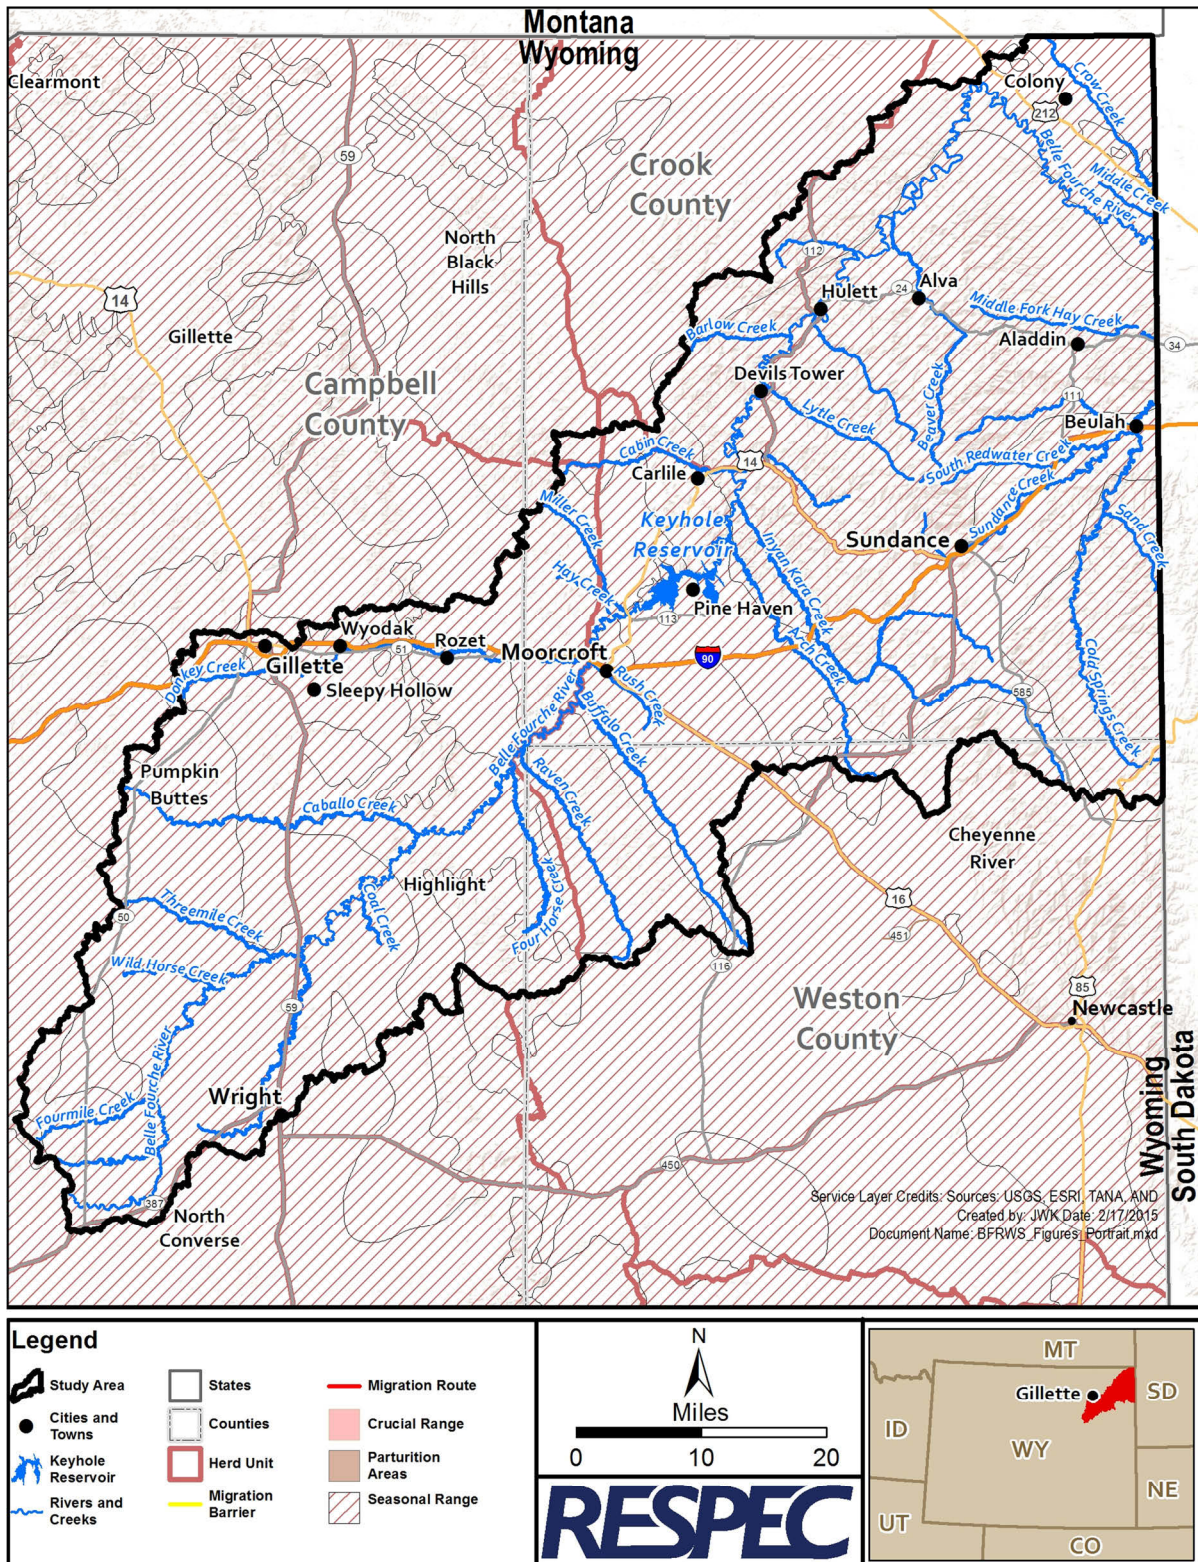 Montana
Wyoming
Clearmont
Colony
212
Crow Creek
Belle Fourche River
Middle Creek
59
Crook
County
North
Black
Hills
112
14
Hulett
24
Alva
Middle Fork Hay Creek
Gillette
Barlow Creek
Aladdin
34
Devils Tower
Campbell
County
Lytle Creek
Beaver Creek
111
Beulah
Cabin Creek
14
South Redwater Creek
Carlile
Miller Creek
Keyhole
Reservoir
Sundance Creek
Sand Creek
Sundance
Inyan Kara Creek
Hay Creek
Pine Haven
113
Wyodak
51
Rozet
Moorcroft
Arch Creek
90
Gillette
Donkey Creek
Sleepy Hollow
Rush Creek
Belle Fourche River
Buffalo Creek
585
Cold Springs Creek
Pumpkin
Buttes
Raven Creek
Caballo Creek
Cheyenne
River
Highlight
Four Horse Creek
Coal Creek
16
50
Threemile Creek
451
Wild Horse Creek
116
85
59
Weston
County
Newcastle
Belle Fourche River
Wright
Fourmile Creek
Wyoming
South Dakota
450
387
North
Converse
Service Layer Credits: Sources: USGS, ESRI, TANA, AND
Created by: JWK Date: 2/17/2015
Document Name: BFRWS_Figures_Portrait.mxd
Legend
Study Area
Cities and
Towns
Keyhole
Reservoir
Rivers and
Creeks
States
Counties
Herd Unit
Migration
Barrier
Migration Route
Crucial Range
Parturition
Areas
Seasonal Range
N
Miles
0 10 20
RESPEC
MT
Gillette
SD
ID
WY
NE
UT
CO